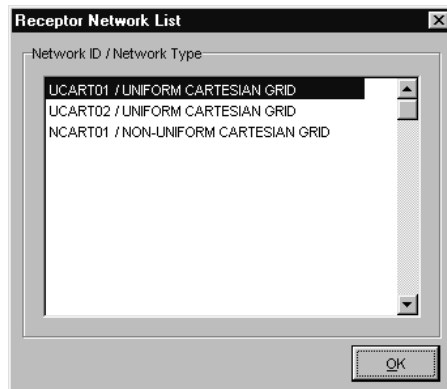 Receptor Network List
Network ID / Network Type
UCART01 / UNIFORM CARTESIAN GRID
UCART02 / UNIFORM CARTESIAN GRID
NCART01 / NON-UNIFORM CARTESIAN GRID
OK